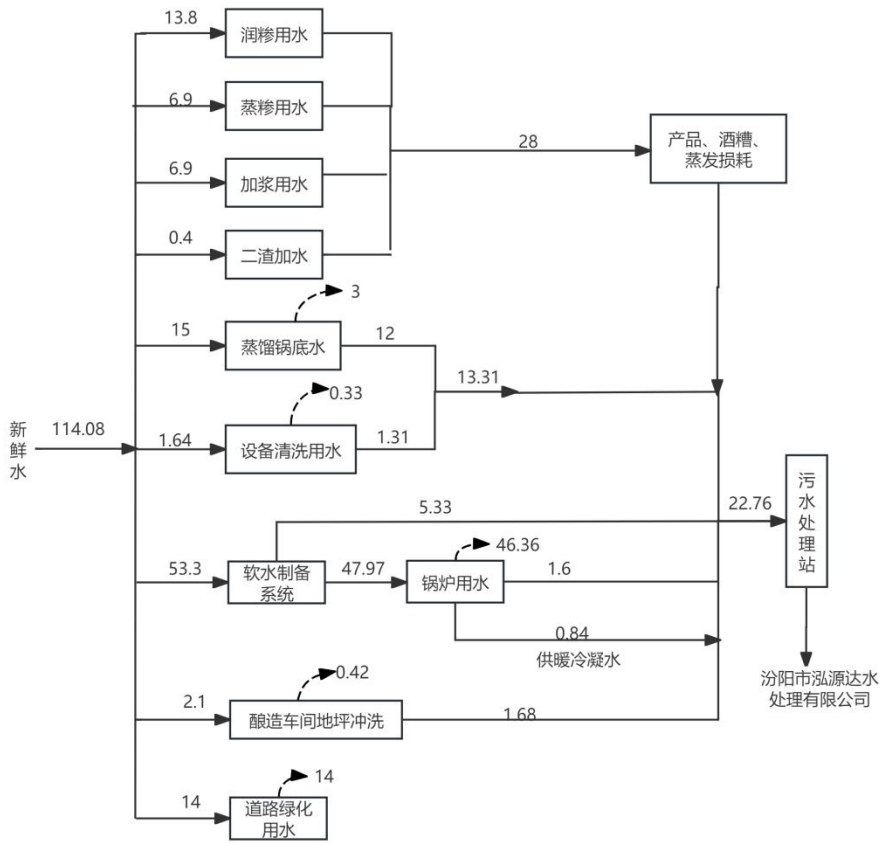 13.8
润糁用水
6.9
蒸糁用水
28
产品、酒糟、
蒸发损耗
6.9
加浆用水
0.4
二渣加水
3
15
蒸馏锅底水
12
13.31
0.33
新
鲜
水
114.08
1.64
设备清洗用水
1.31
5.33
22.76
污
水
处
理
站
46.36
53.3
软水制备
系统
47.97
锅炉用水
1.6
0.84
供暖冷凝水
汾阳市泓源达水
处理有限公司
0.42
2.1
酿造车间地坪冲洗
1.68
14
14
道路绿化
用水